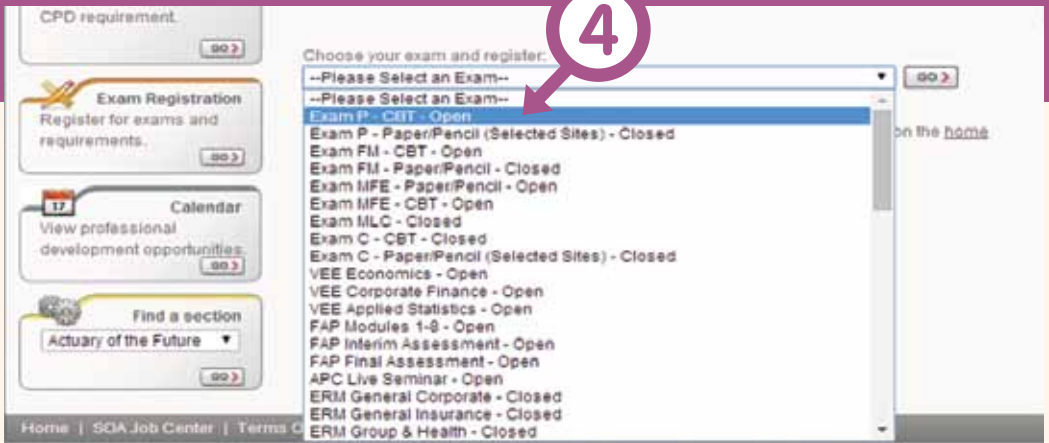 CPD requirement.
GO
4
Choose your exam and register:
--Please Select an Exam--
GO
--Please Select an Exam--
Exam P - CBT - Open
Exam P - Paper/Pencil (Selected Sites) - Closed
Exam FM - CBT - Open
Exam FM - Paper/Pencil - Closed
Exam MFE - Paper/Pencil - Open
Exam MFE - CBT - Open
Exam MLC - Closed
Exam C - CBT - Closed
Exam C - Paper/Pencil (Selected Sites) - Closed
VEE Economics - Open
VEE Corporate Finance - Open
VEE Applied Statistics - Open
FAP Modules 1-8 - Open
FAP Interim Assessment - Open
FAP Final Assessment - Open
APC Live Seminar - Open
ERM General Corporate - Closed
ERM General Insurance - Closed
ERM Group & Health - Closed
on the home
Exam Registration
Register for exams and
requirements.
GO
17
Calendar
View professional
development opportunities.
GO
Find a section
Actuary of the Future
GO
Home | SOA Job Center | Terms